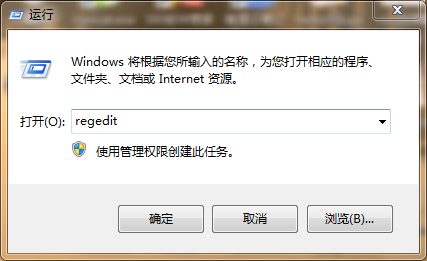 运行
Windows 将根据您所输入的名称，为您打开相应的程序、
文件夹、文档或 Internet 资源。
打开(O): regedit
使用管理权限创建此任务。
确定 取消 浏览(B)...